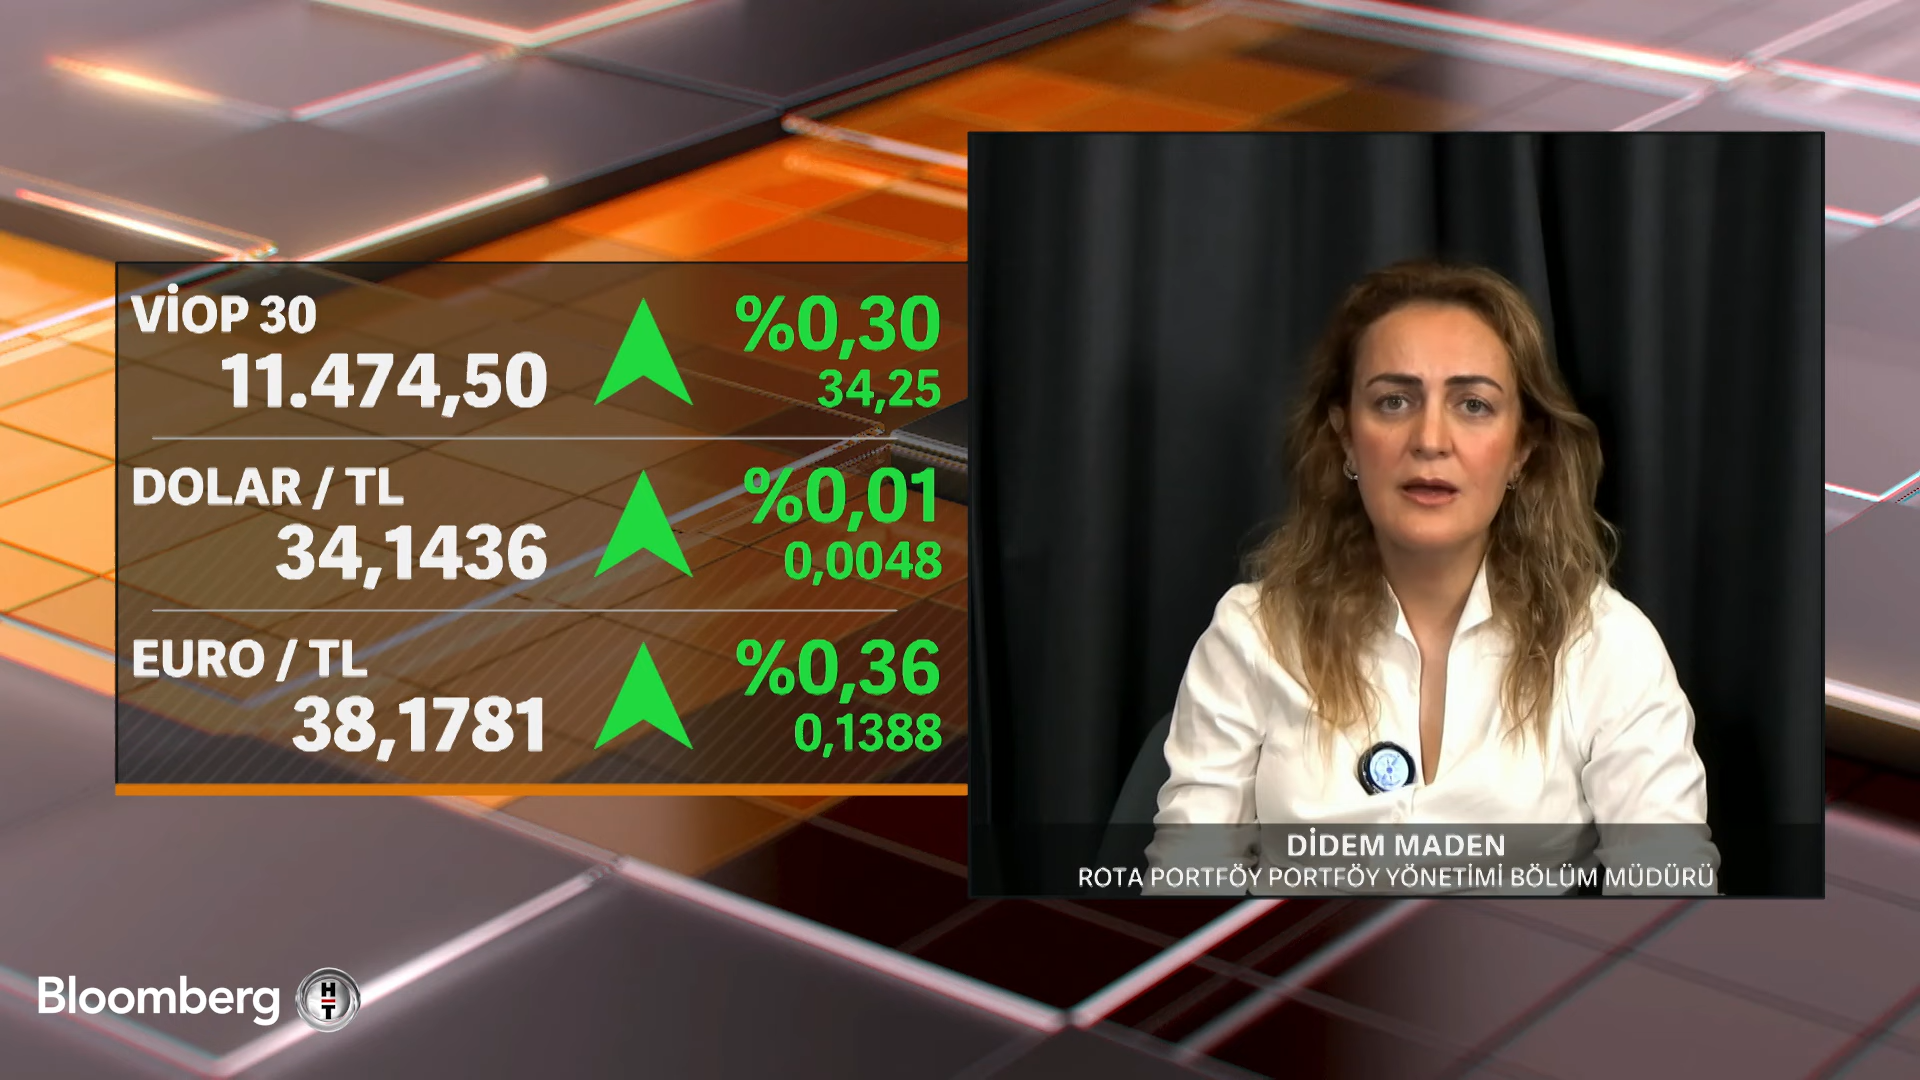 VİOP 30
11.474,50
%0,30
34,25
DOLAR / TL
34,1436
%0,01
0,0048
EURO / TL
38,1781
%0,36
0,1388
DİDEM MADEN
ROTA PORTFÖY PORTFÖY YÖNETİMİ BÖLÜM MÜDÜRÜ
Bloomberg HT